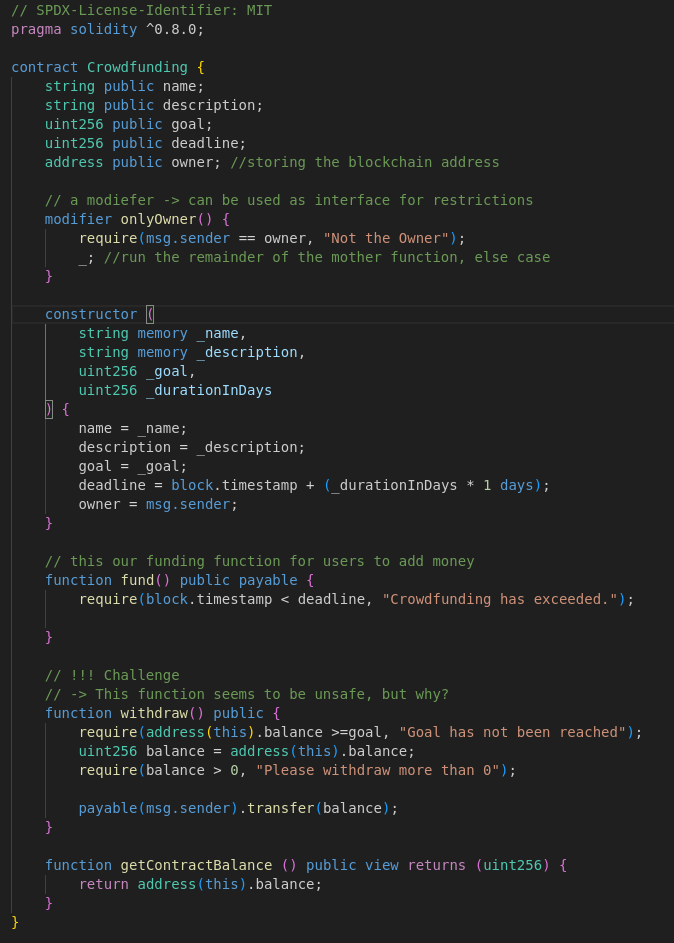 // SPDX-License-Identifier: MIT
pragma solidity ^0.8.0;

contract Crowdfunding {
    string public name;
    string public description;
    uint256 public goal;
    uint256 public deadline;
    address public owner; //storing the blockchain address

    // a modiefer -> can be used as interface for restrictions
    modifier onlyOwner() {
        require(msg.sender == owner, "Not the Owner");
        _; //run the remainder of the mother function, else case
    }

    constructor (
        string memory _name,
        string memory _description,
        uint256 _goal,
        uint256 _durationInDays
    ) {
        name = _name;
        description = _description;
        goal = _goal;
        deadline = block.timestamp + (_durationInDays * 1 days);
        owner = msg.sender;
    }

    // this our funding function for users to add money
    function fund() public payable {
        require(block.timestamp < deadline, "Crowdfunding has exceeded.");

    }

    // !!! Challenge
    // -> This function seems to be unsafe, but why?
    function withdraw() public {
        require(address(this).balance >=goal, "Goal has not been reached");
        uint256 balance = address(this).balance;
        require(balance > 0, "Please withdraw more than 0");

        payable(msg.sender).transfer(balance);
    }

    function getContractBalance () public view returns (uint256) {
        return address(this).balance;
    }
}